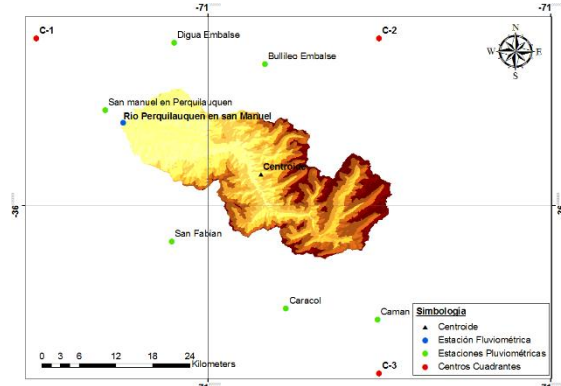 -71
-71
C-1
C-2
Digua Embalse
Bullileo Embalse
N
W E
S
San manuel en Perquilauquen
Rio Perquilauquen en san Manuel
Centroide
-36
San Fabian
Caracol
Caman
C-3
Simbología
Centroide
Estación Fluviométrica
Estaciones Pluviométricas
Centros Cuadrantes
0 3 6 12 18 24
Kilometers